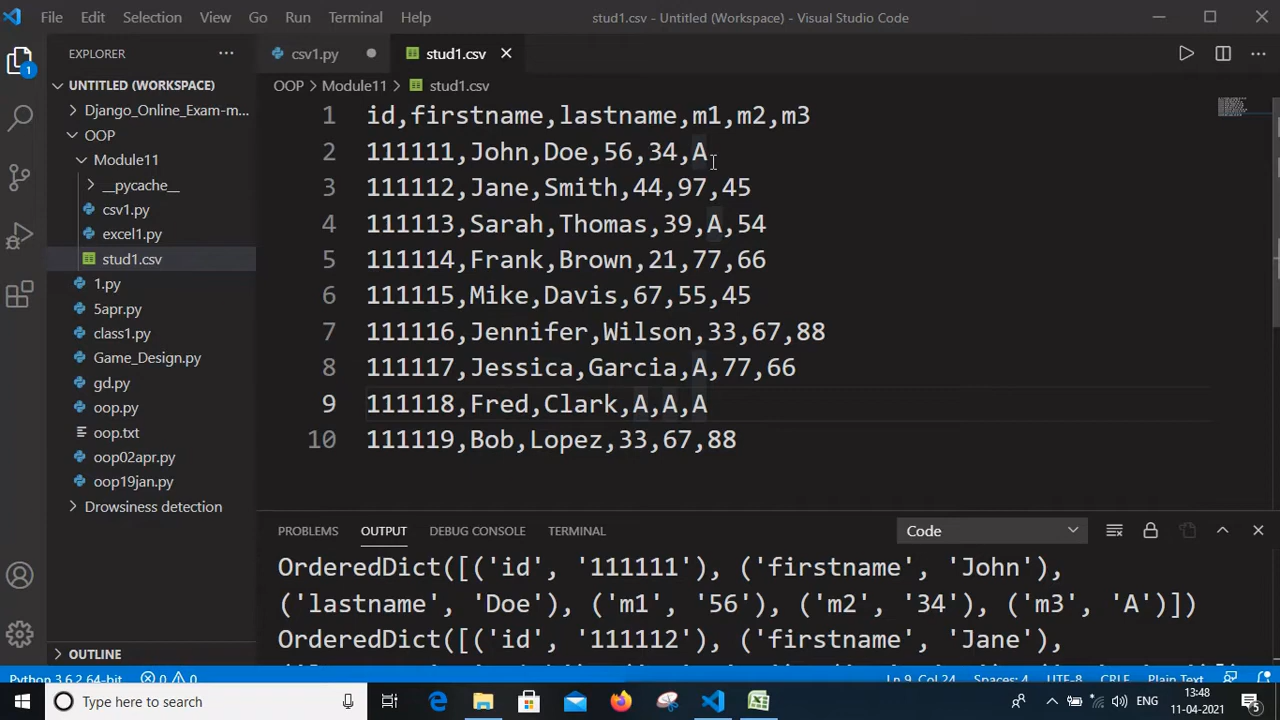 File Edit Selection View Go Run Terminal Help
stud1.csv - Untitled (Workspace) - Visual Studio Code
EXPLORER
UNTITLED (WORKSPACE)
Django_Online_Exam-m...
OOP
Module11
__pycache__
csv1.py
excel1.py
stud1.csv
1.py
5apr.py
class1.py
Game_Design.py
gd.py
oop.py
oop.txt
oop02apr.py
oop19jan.py
Drowsiness detection
OUTLINE
1
csv1.py
stud1.csv
OOP > Module11 > stud1.csv
1 id,firstname,lastname,m1,m2,m3
2 111111,John,Doe,56,34,A
3 111112,Jane,Smith,44,97,45
4 111113,Sarah,Thomas,39,A,54
5 111114,Frank,Brown,21,77,66
6 111115,Mike,Davis,67,55,45
7 111116,Jennifer,Wilson,33,67,88
8 111117,Jessica,Garcia,A,77,66
9 111118,Fred,Clark,A,A,A
10 111119,Bob,Lopez,33,67,88
PROBLEMS OUTPUT DEBUG CONSOLE TERMINAL
Code
OrderedDict([('id', '111111'), ('firstname', 'John'),
('lastname', 'Doe'), ('m1', '56'), ('m2', '34'), ('m3', 'A')])
OrderedDict([('id', '111112'), ('firstname', 'Jane'),
Python 3.6.2 64-bit 0 0 Ln 9, Col 24 Spaces: 4 UTF-8 CRLF
Type here to search
ENG
13:48
11-04-2021
5